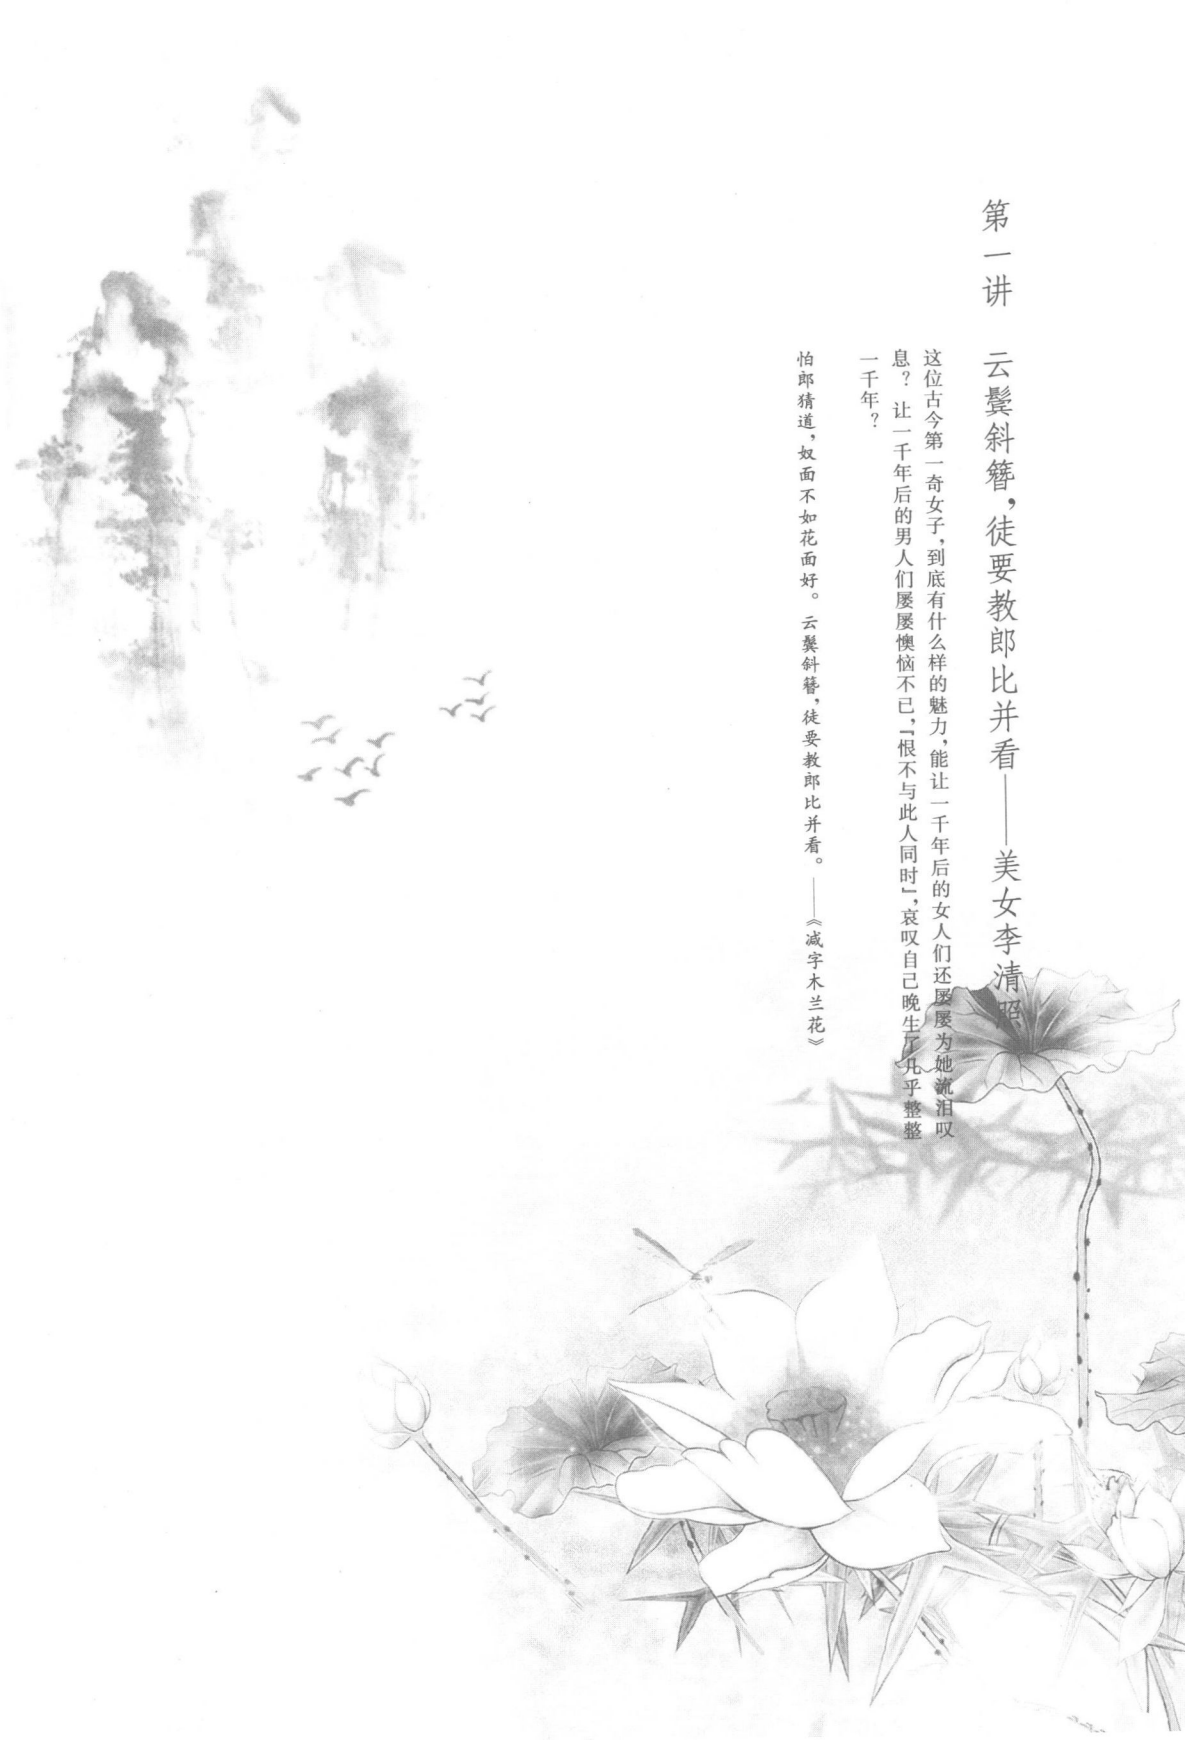 第一讲 云鬓斜簪，徒要教郎比并看——美女李清照
这位古今第一奇女子，到底有什么样的魅力，能让一千年后的女人们还屡屡为她流泪叹
息？让一千年后的男人们屡屡懊恼不已，『恨不与此人同时』，哀叹自己晚生了几乎整整
一千年？
怕郎猜道，奴面不如花面好。云鬓斜簪，徒要教郎比并看。——《减字木兰花》